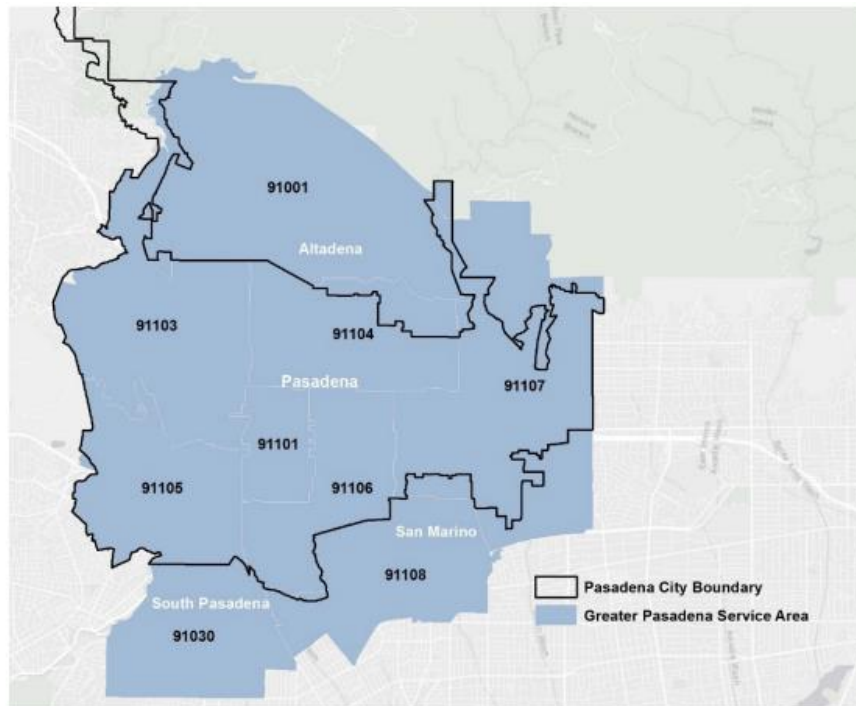 91001
Altadena
91103
91104
Pasadena
91107
91101
91105
91106
San Marino
91108
Pasadena City Boundary
South Pasadena
Greater Pasadena Service Area
91030